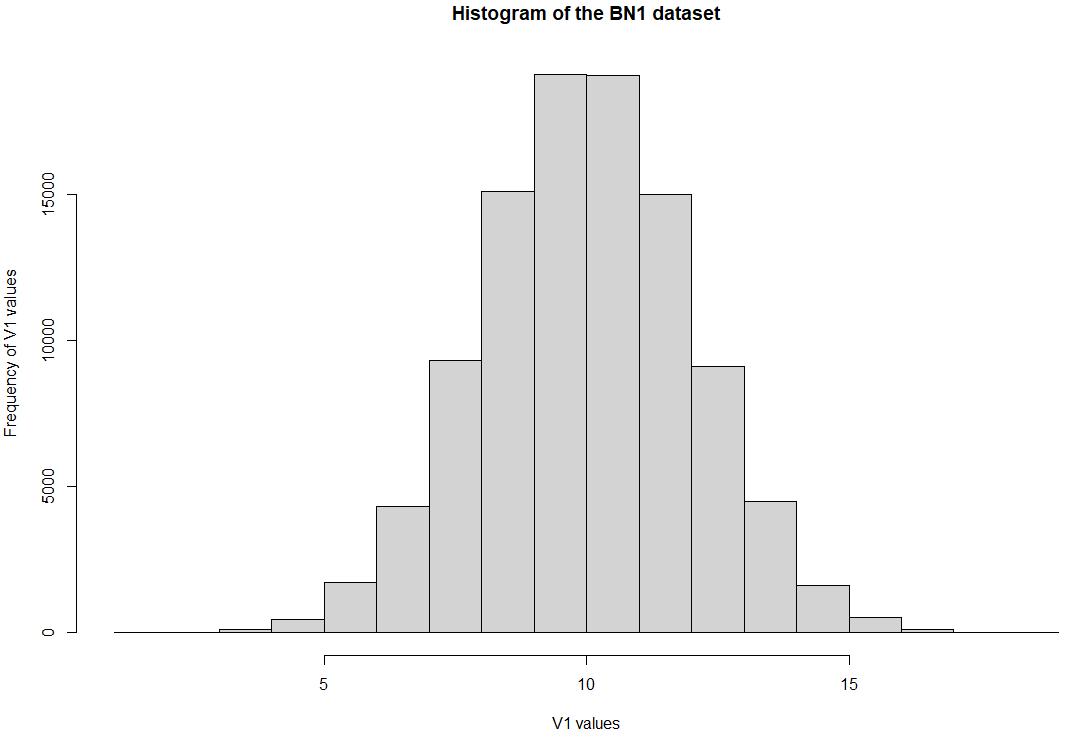 Histogram of the BN1 dataset
Frequency of V1 values
15000
10000
5000
0
5 10 15
V1 values